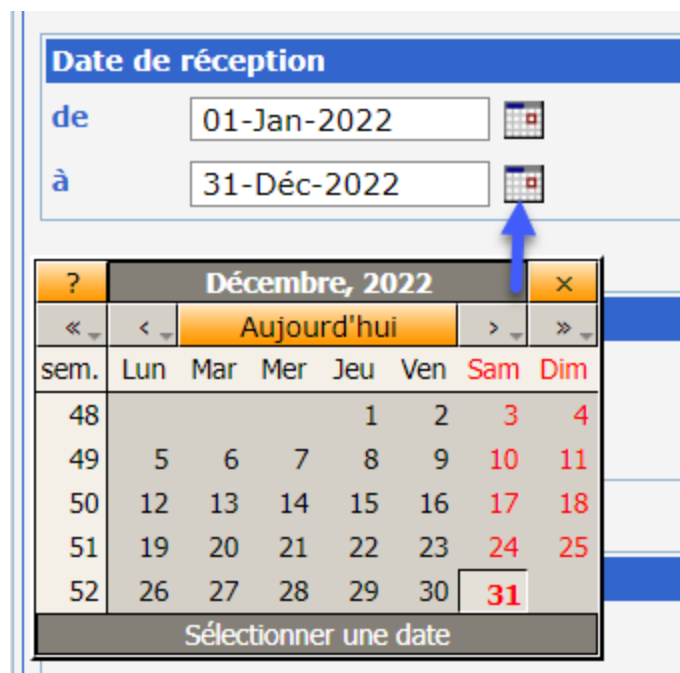 Date de réception
de 01-Jan-2022
à 31-Déc-2022
? Décembre, 2022 ×
« ‹ Aujourd'hui › »
sem. Lun Mar Mer Jeu Ven Sam Dim
48 1 2 3 4
49 5 6 7 8 9 10 11
50 12 13 14 15 16 17 18
51 19 20 21 22 23 24 25
52 26 27 28 29 30 31
Sélectionner une date